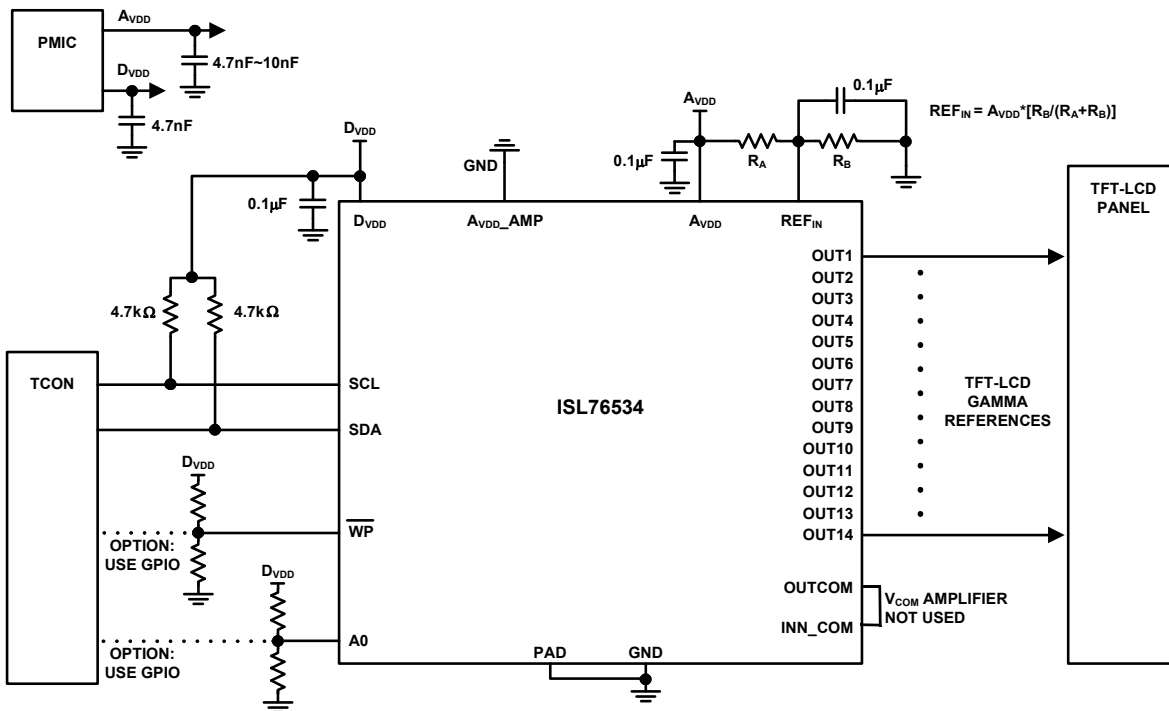 PMIC
AVDD
4.7nF~10nF
DVDD
4.7nF
DVDD
0.1µF
GND
AVDD
0.1µF
RA
RB
0.1µF
REFIN = AVDD*[RB/(RA+RB)]
DVDD
AVDD_AMP
AVDD
REFIN
TFT-LCD
PANEL
4.7kΩ
4.7kΩ
TCON
SCL
SDA
ISL76534
OUT1
OUT2
OUT3
OUT4
OUT5
OUT6
OUT7
OUT8
OUT9
OUT10
OUT11
OUT12
OUT13
OUT14
TFT-LCD
GAMMA
REFERENCES
DVDD
WP
OPTION:
USE GPIO
DVDD
A0
OPTION:
USE GPIO
OUTCOM
INN_COM
VCOM AMPLIFIER
NOT USED
PAD
GND